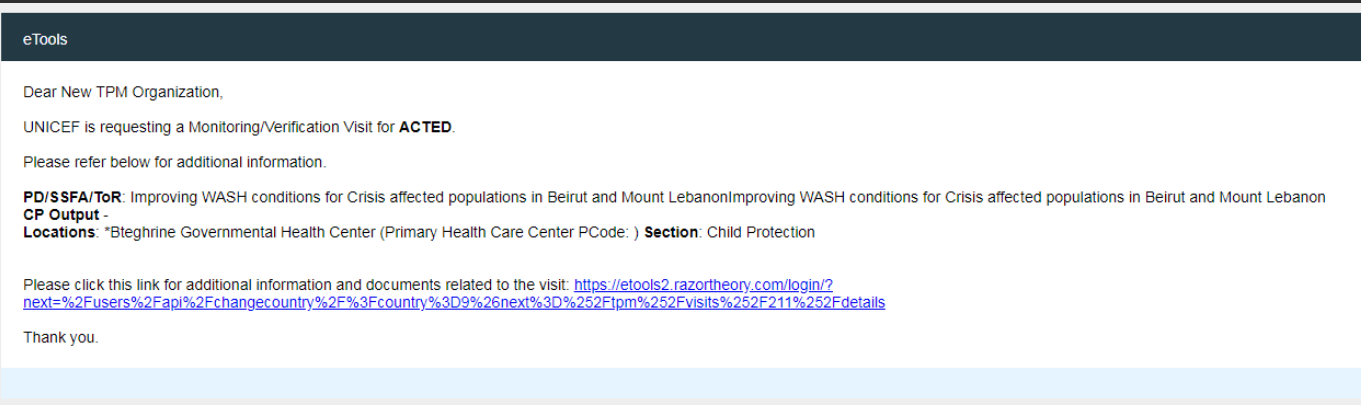 eTools
Dear New TPM Organization,
UNICEF is requesting a Monitoring/Verification Visit for ACTED.
Please refer below for additional information.
PD/SSFA/ToR: Improving WASH conditions for Crisis affected populations in Beirut and Mount LebanonImproving WASH conditions for Crisis affected populations in Beirut and Mount Lebanon
CP Output -
Locations: *Bteghrine Governmental Health Center (Primary Health Care Center PCode: ) Section: Child Protection
Please click this link for additional information and documents related to the visit: https://etools2.razortheory.com/login/?
next=%2Fusers%2Fapi%2Fchangecountry%2F%3Fcountry%3D9%26next%3D%252Ftpm%252Fvisits%252F211%252Fdetails
Thank you.